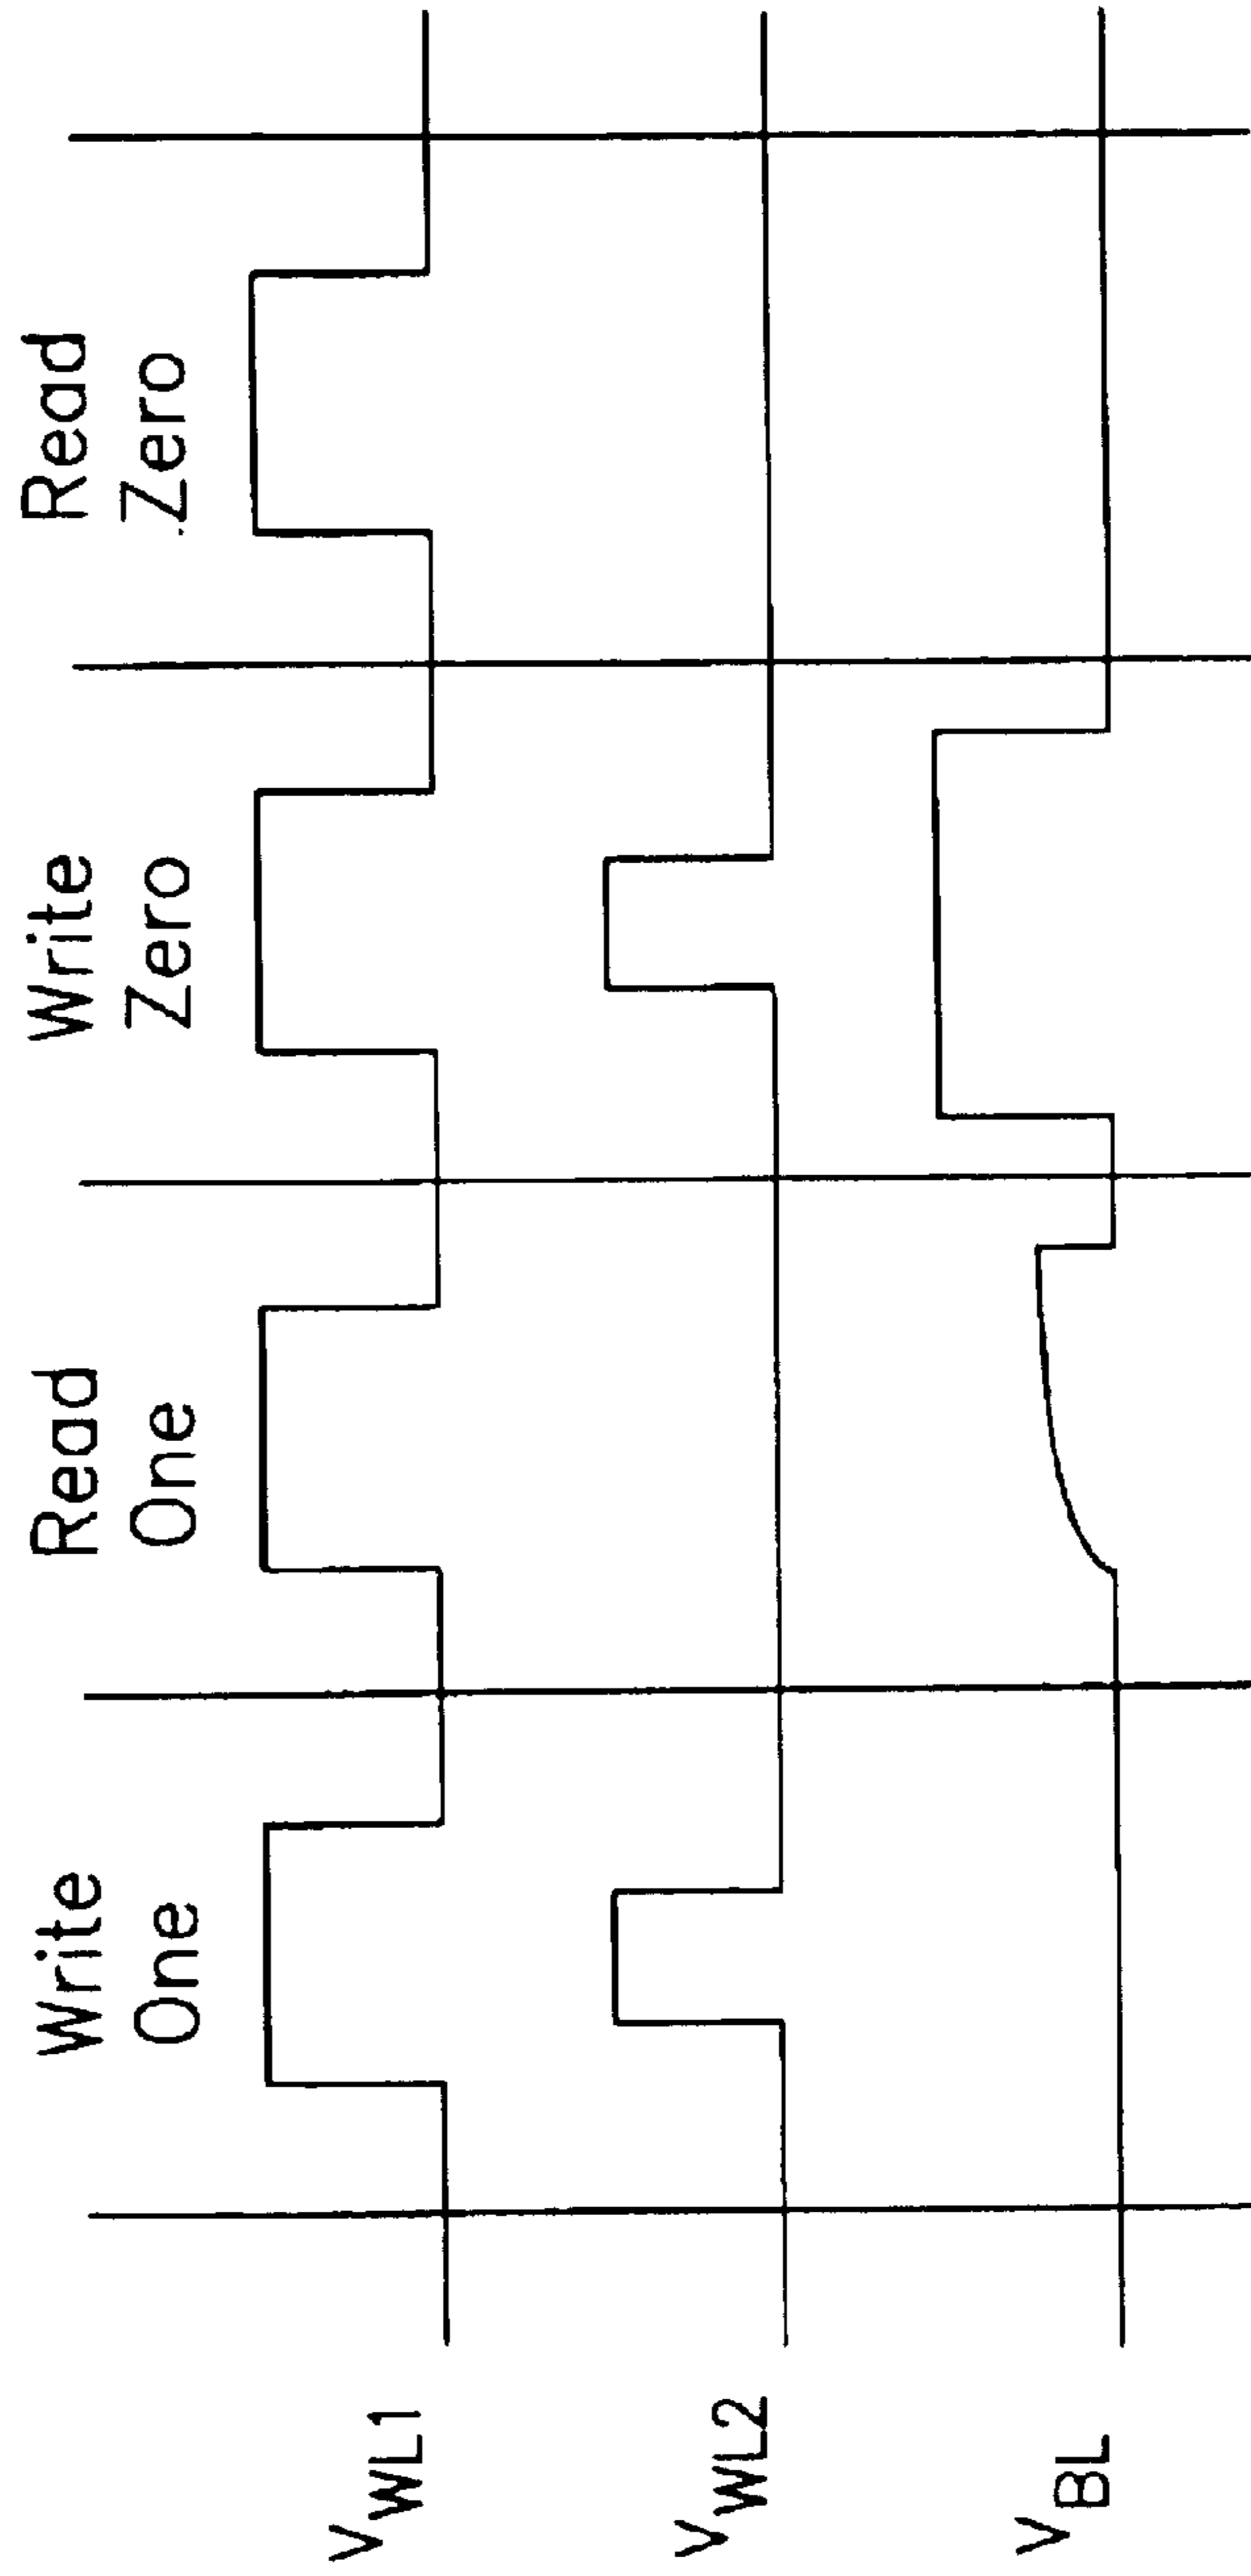 Write
One
Read
One
Write
Zero
Read
Zero
VWL1
VWL2
VBL